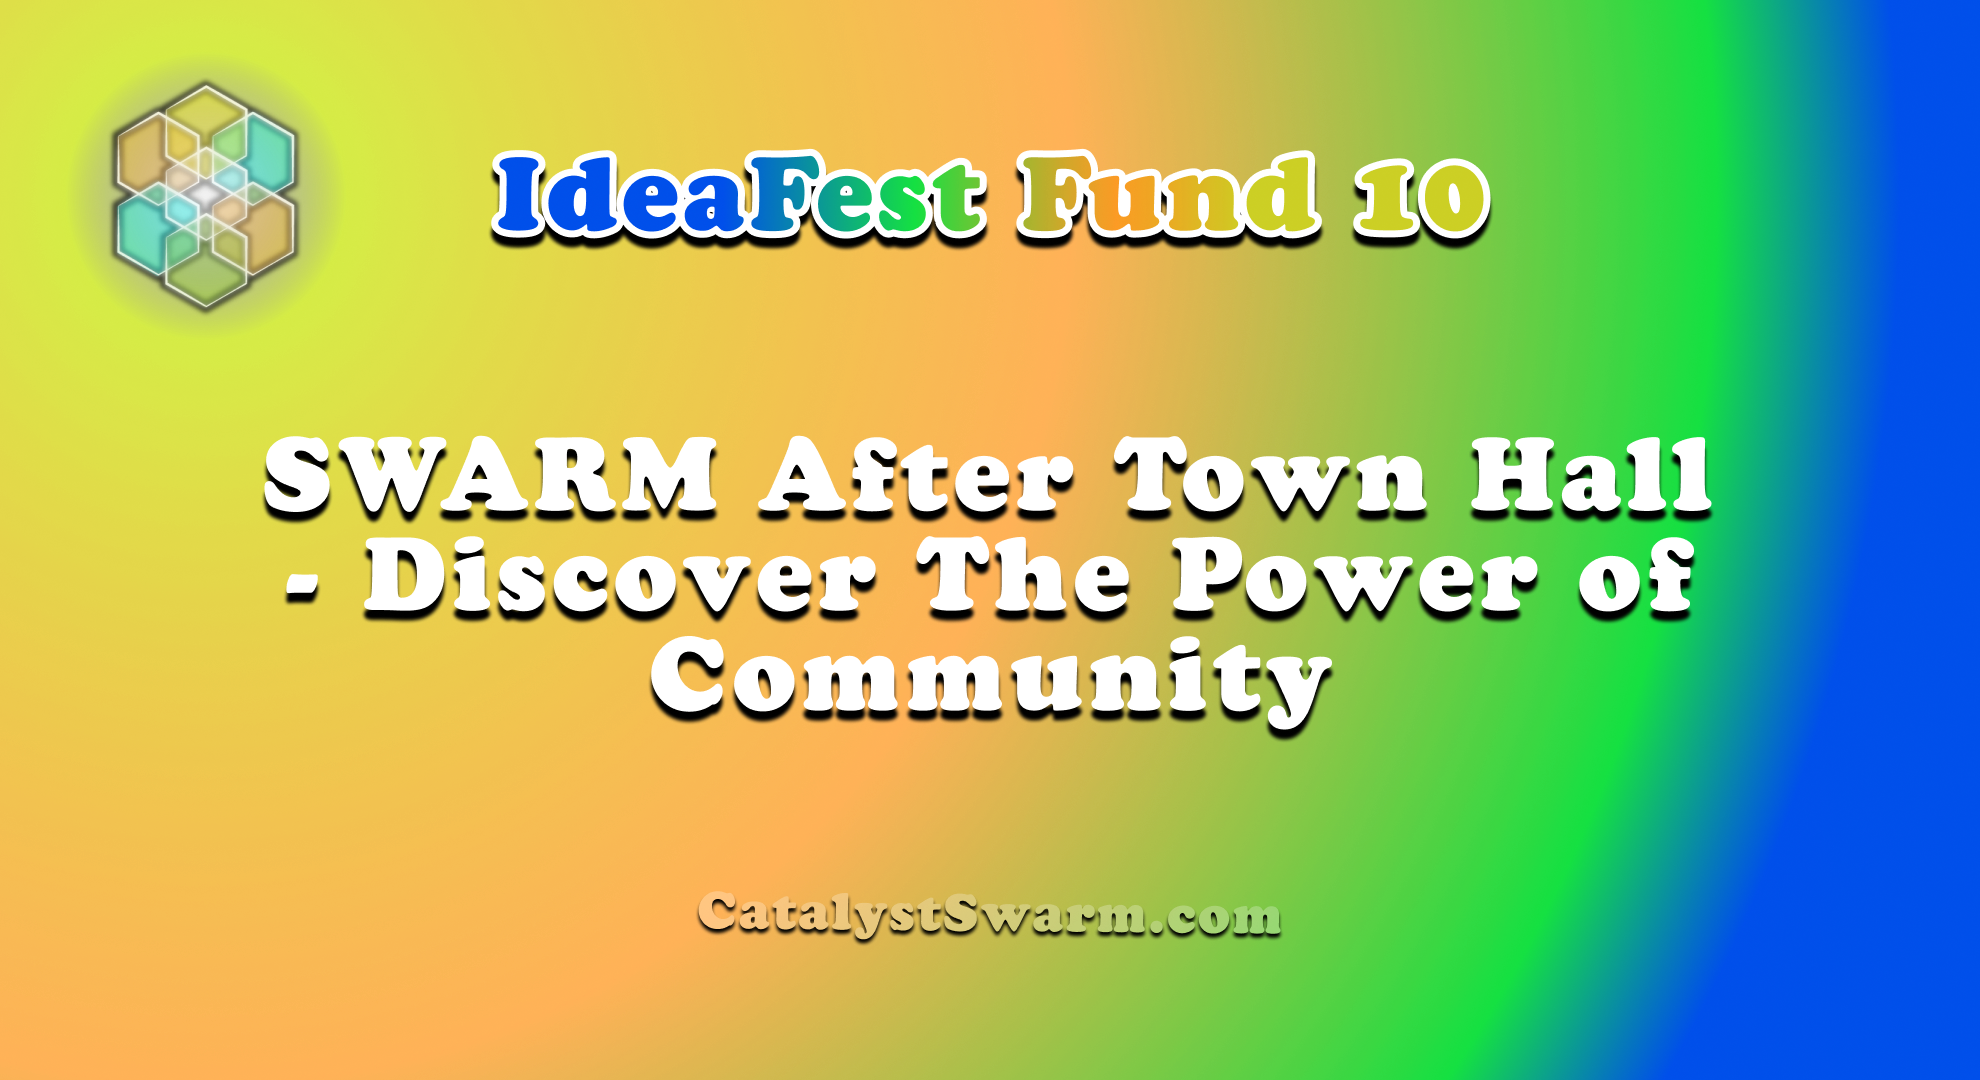 IdeaFest Fund 10
SWARM After Town Hall
- Discover The Power of
Community
CatalystSwarm.com